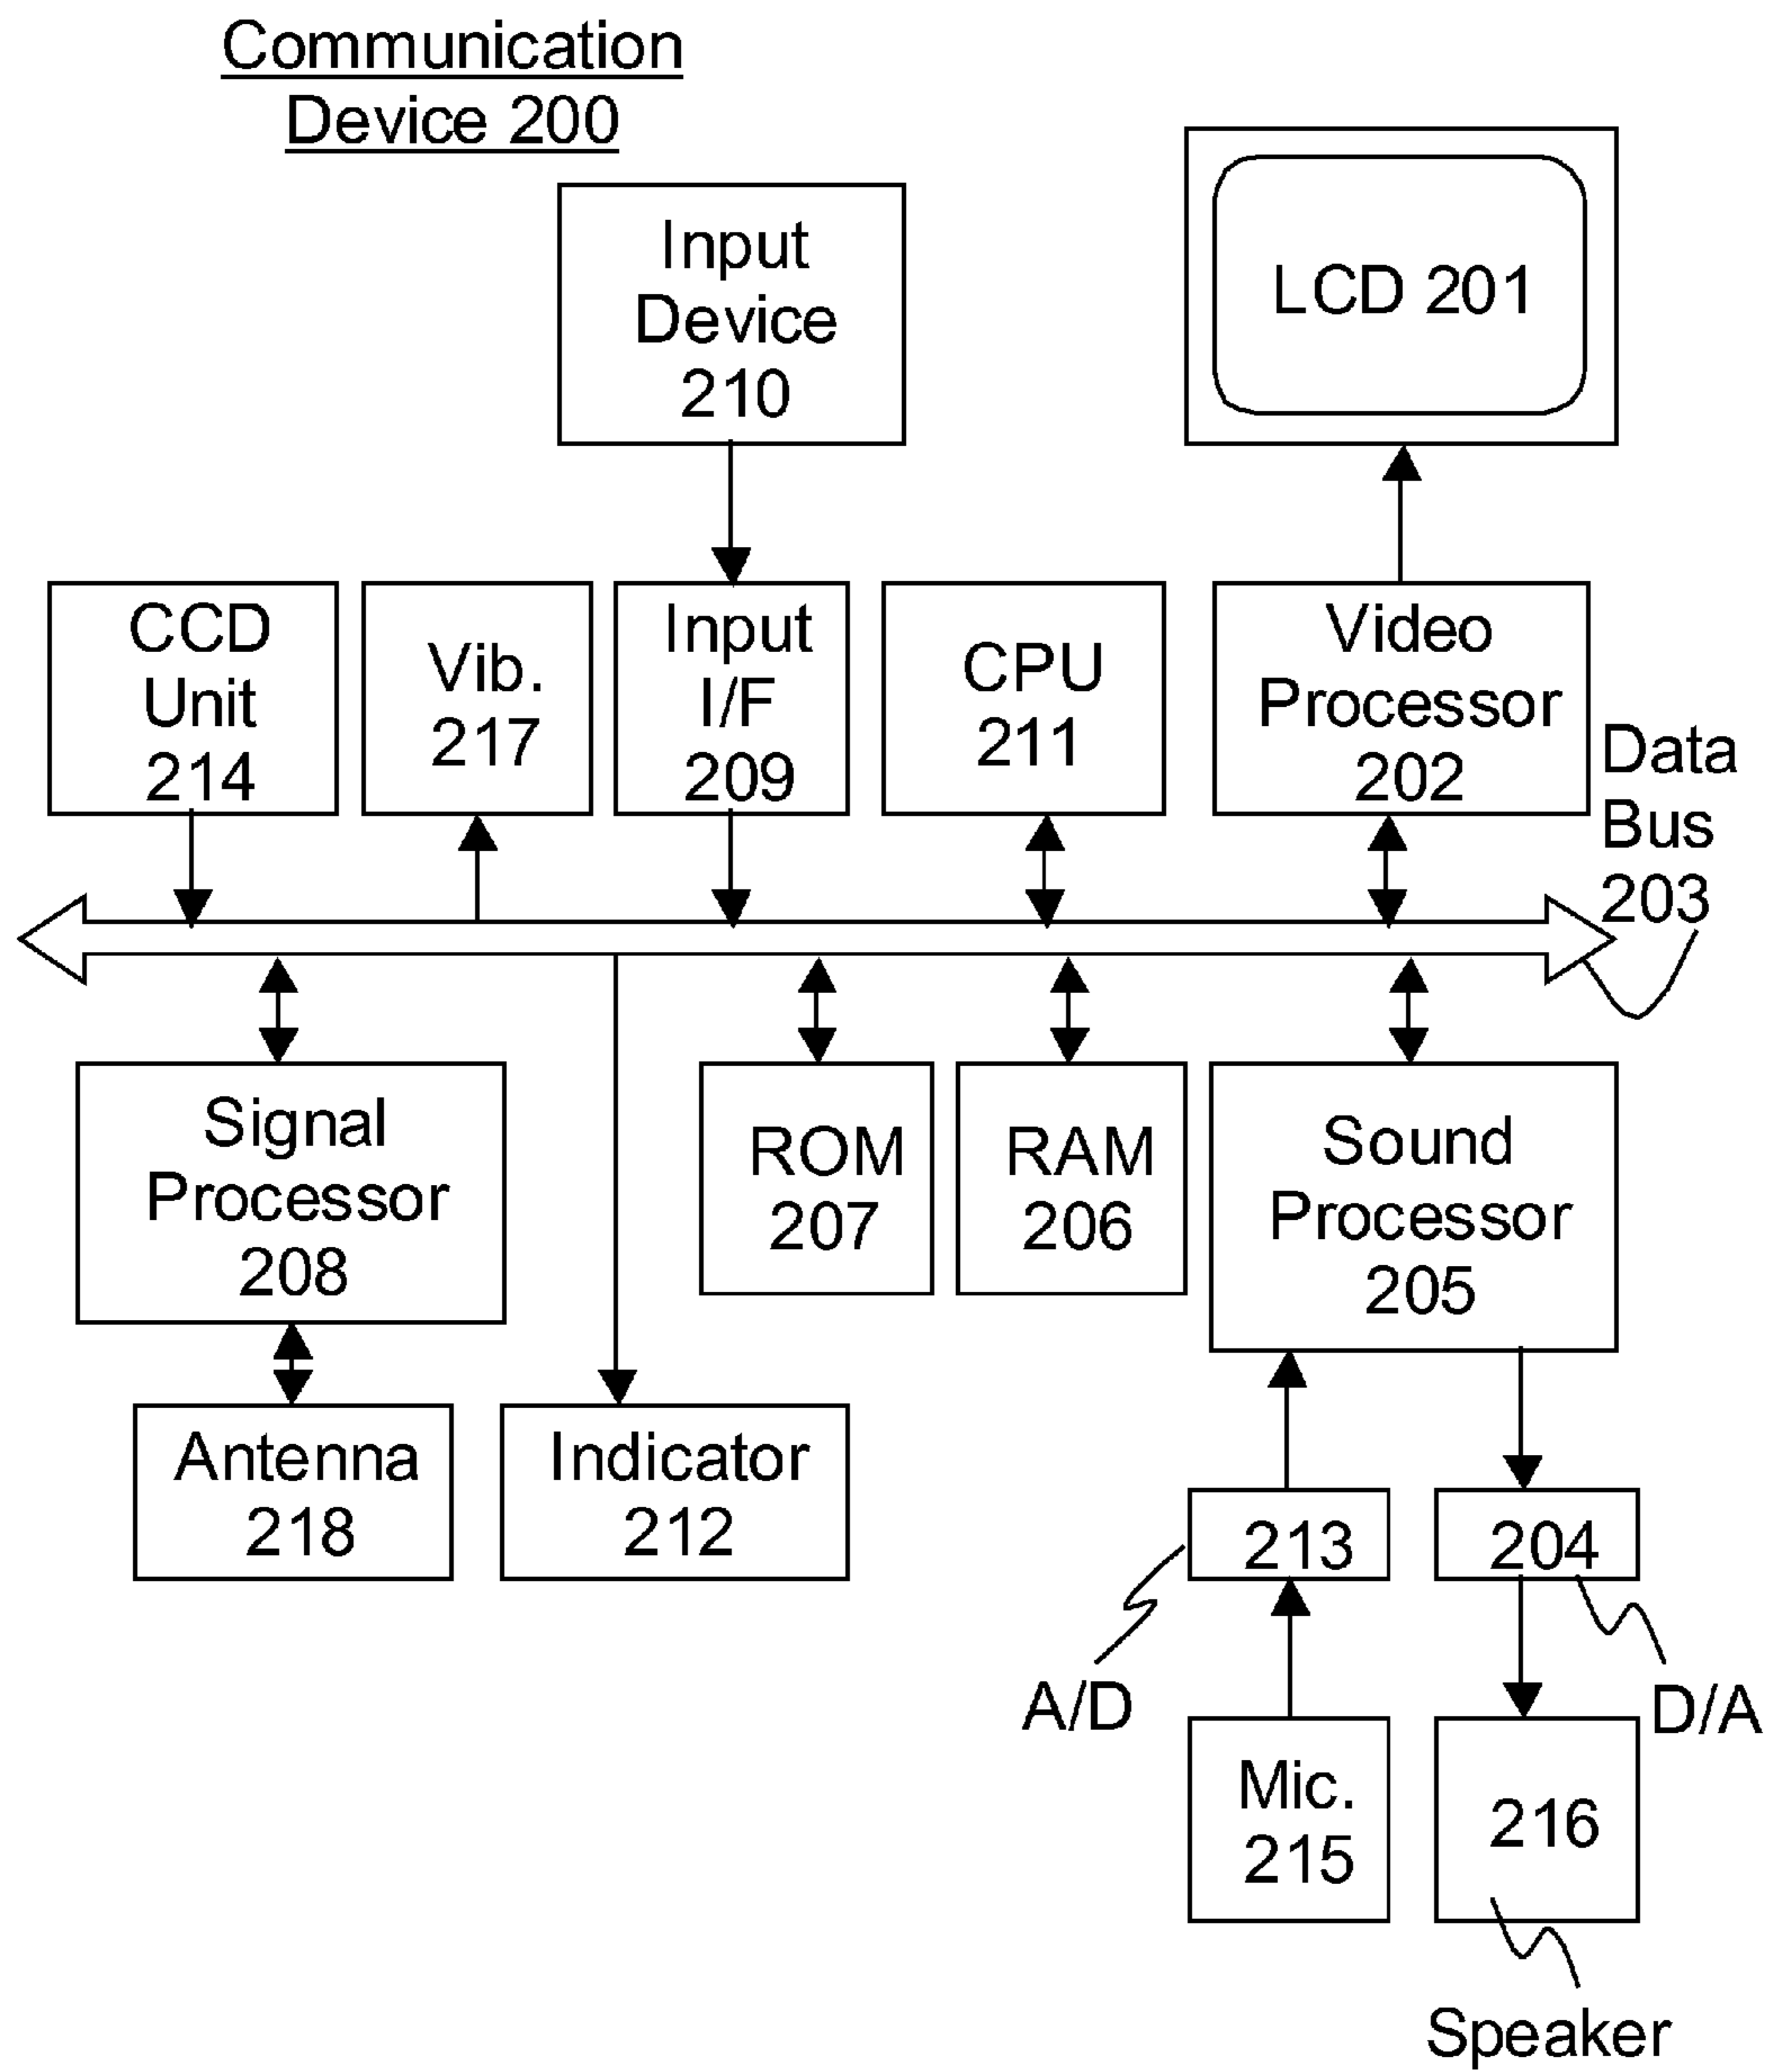 Communication
Device 200
Input
Device
210
LCD 201
CCD
Unit
214
Vib.
217
Input
I/F
209
CPU
211
Video
Processor
202
Data
Bus
203
Signal
Processor
208
ROM
207
RAM
206
Sound
Processor
205
Antenna
218
Indicator
212
213
204
A/D
D/A
Mic.
215
216
Speaker